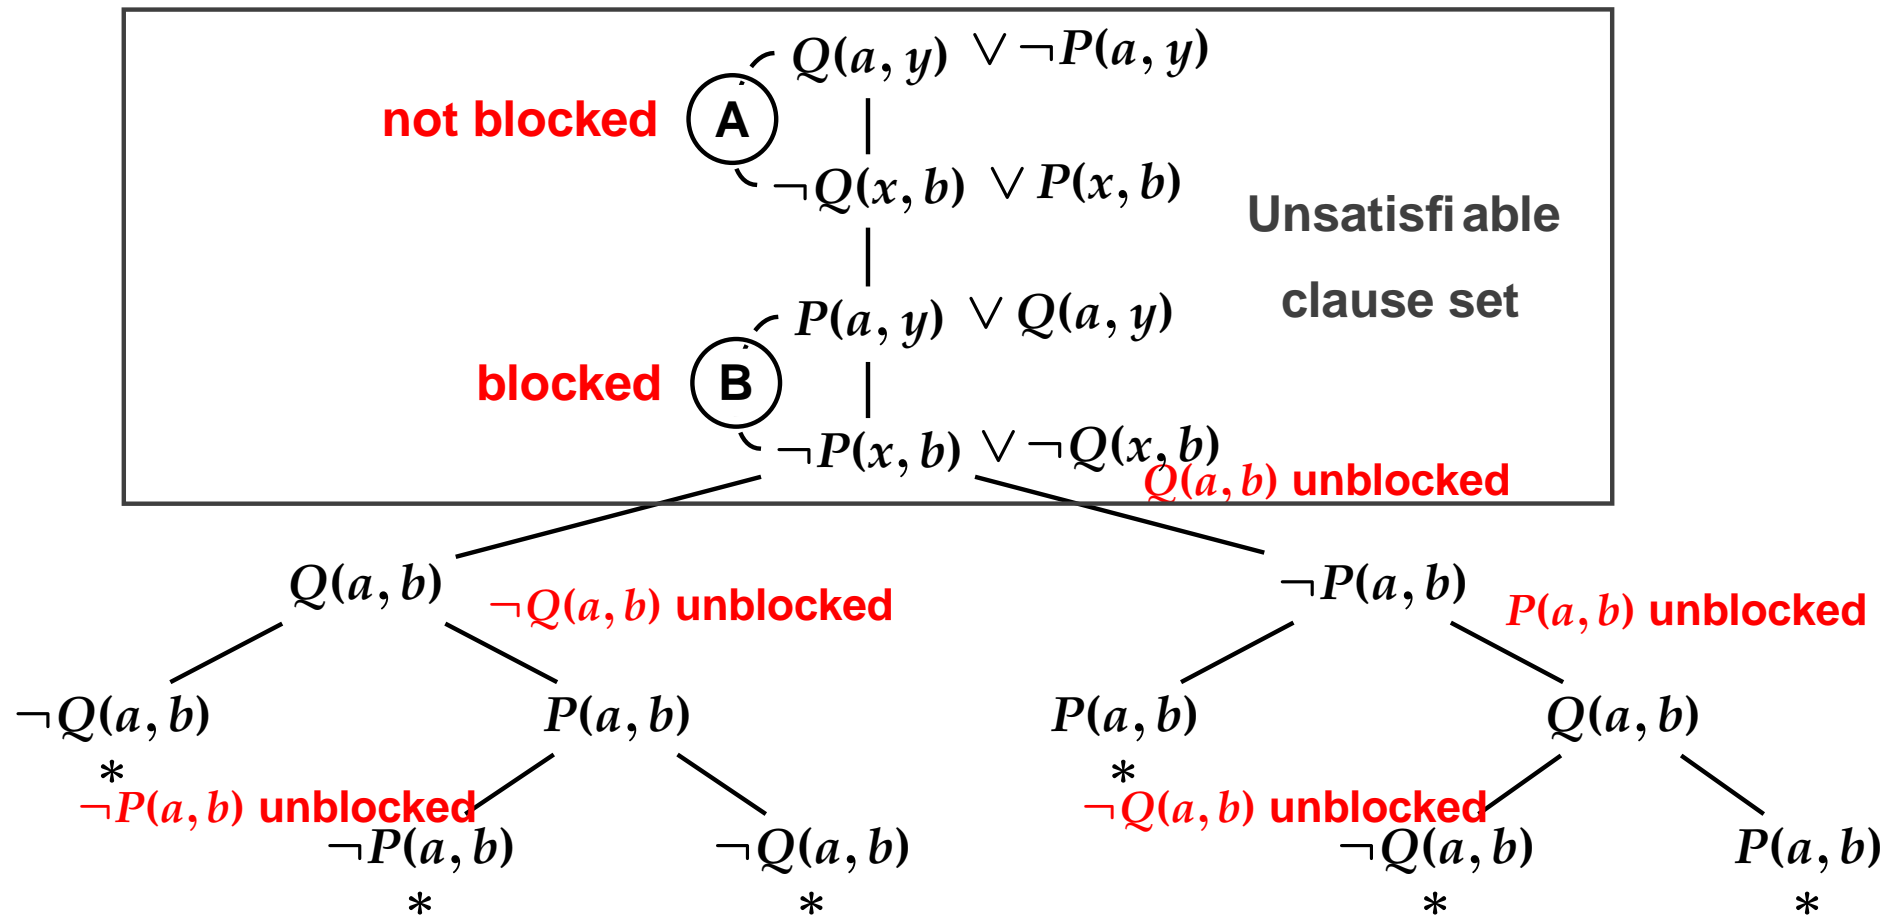 Q(a, y) ∨ ¬P(a, y)
not blocked A
¬Q(x, b) ∨ P(x, b)
Unsatisfiable
clause set
P(a, y) ∨ Q(a, y)
blocked B
¬P(x, b) ∨ ¬Q(x, b)
Q(a, b) unblocked
Q(a, b) ¬Q(a, b) unblocked ¬P(a, b) P(a, b) unblocked
¬Q(a, b) P(a, b) P(a, b) Q(a, b)
* *
¬P(a, b) unblocked ¬Q(a, b) unblocked
¬P(a, b) ¬Q(a, b) ¬Q(a, b) P(a, b)
* * * *